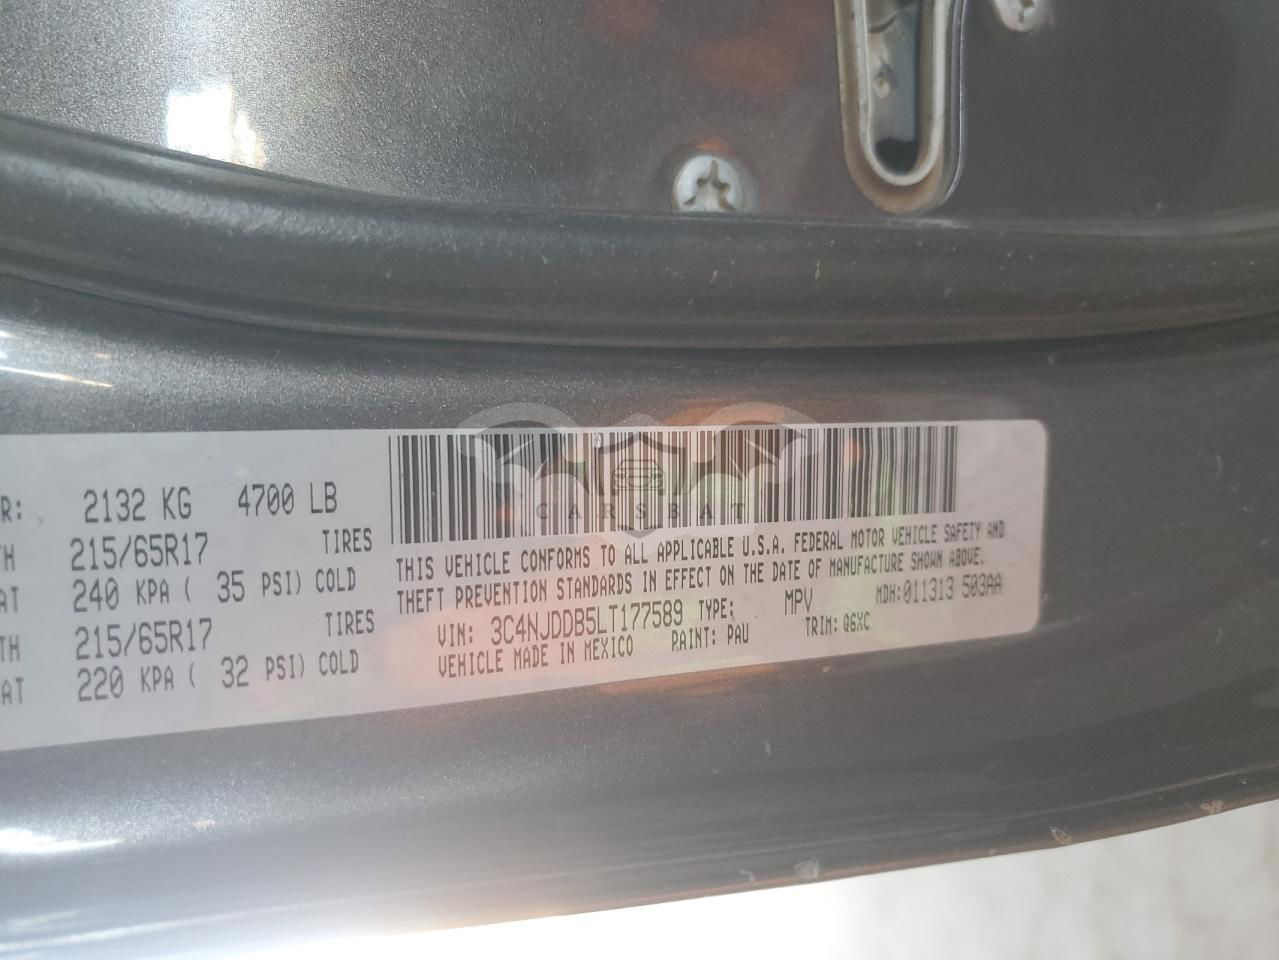 R: 2132 KG 4700 LB
TH 215/65R17 TIRES
AT 240 KPA ( 35 PSI) COLD
TH 215/65R17 TIRES
AT 220 KPA ( 32 PSI) COLD
CARSBAT
THIS VEHICLE CONFORMS TO ALL APPLICABLE U.S.A. FEDERAL MOTOR VEHICLE SAFETY AND
THEFT PREVENTION STANDARDS IN EFFECT ON THE DATE OF MANUFACTURE SHOWN ABOVE.
VIN: 3C4NJDDB5LT177589 TYPE: MPV MDH:011313 503AA
VEHICLE MADE IN MEXICO PAINT: PAU TRIM: Q6XC